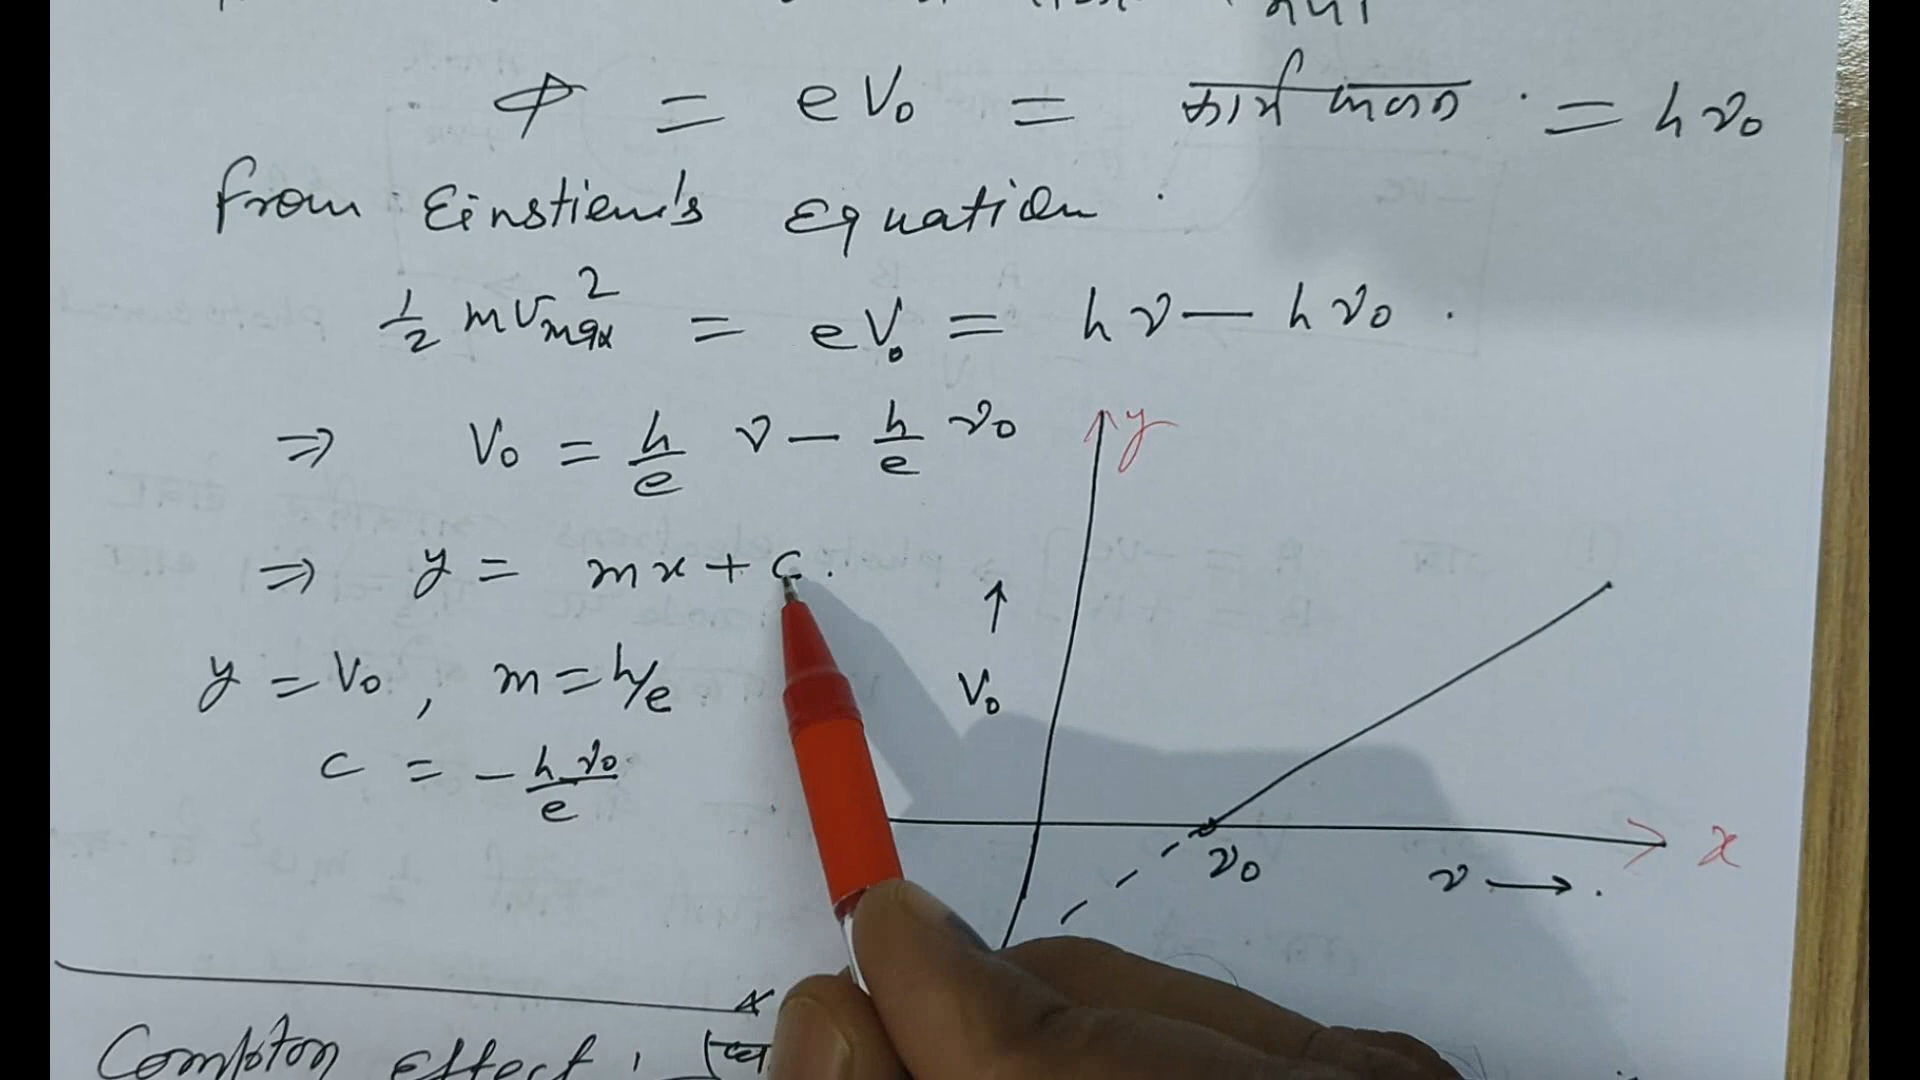 φ = eV₀ = कार्य फलन = hν₀
from Einstien's Equation
½ mv²max = eV₀ = hν — hν₀ .
⇒ V₀ = h/e ν — h/e ν₀
y
⇒ y = mx + c .
y = V₀ , m = h/e
V₀
c = – hν₀/e
ν₀
ν → .
x
Compton effect :